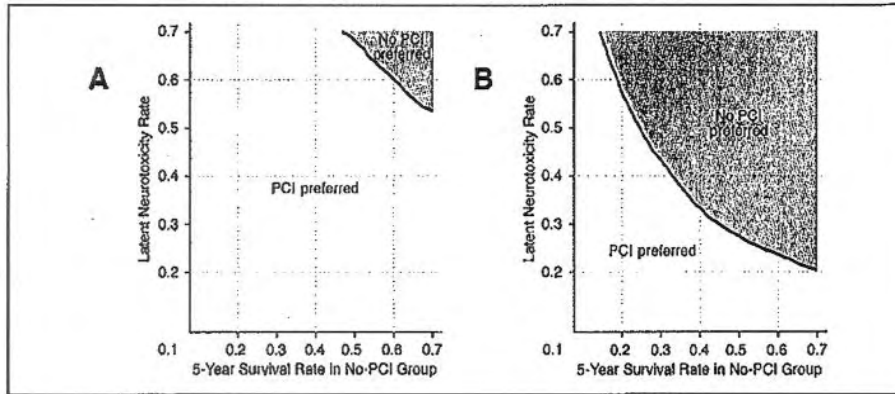 A
Latent Neurotoxicity Rate
0.7
0.6
0.5
0.4
0.3
0.2
0.1
No PCI
preferred
PCI preferred
0.2 0.3 0.4 0.5 0.6 0.7
5-Year Survival Rate in No-PCI Group
B
Latent Neurotoxicity Rate
0.7
0.6
0.5
0.4
0.3
0.2
0.1
No PCI
preferred
PCI preferred
0.2 0.3 0.4 0.5 0.6 0.7
5-Year Survival Rate in No-PCI Group